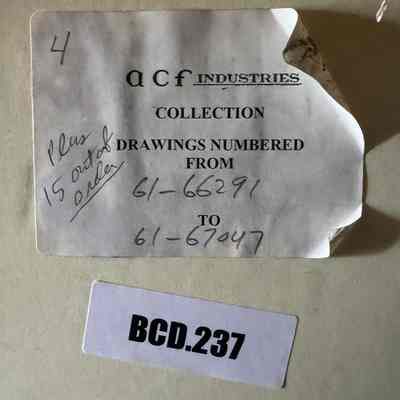 4
acf INDUSTRIES
COLLECTION
Plus
15 out of
order
DRAWINGS NUMBERED
FROM
61-66291
TO
61-67047
BCD.237